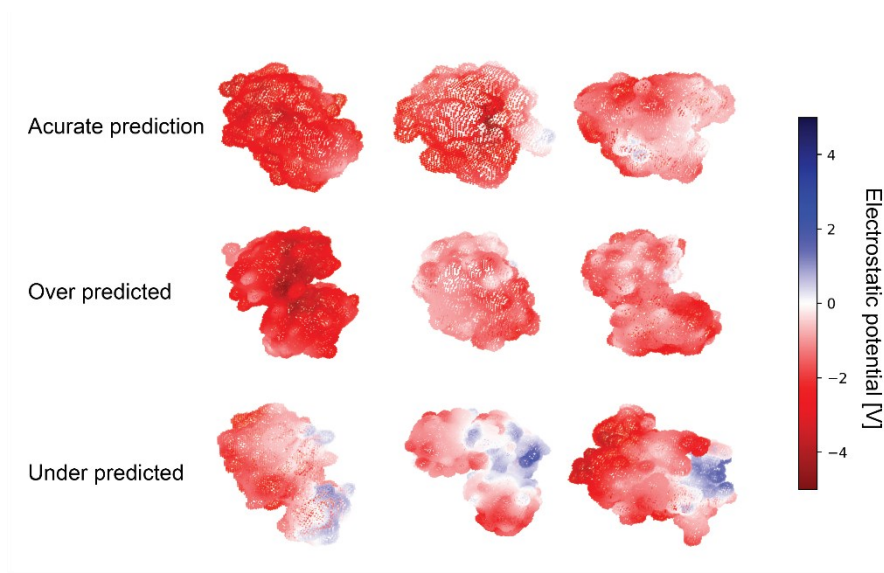 Acurate prediction
Over predicted
Under predicted
4
2
0
−2
−4
Electrostatic potential [V]